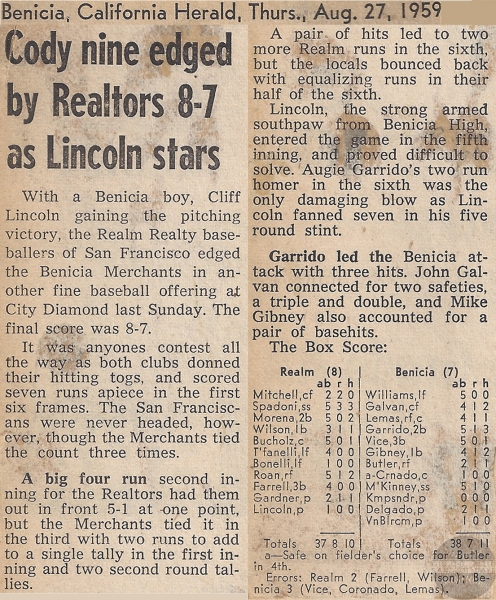 Benicia, California Herald, Thurs., Aug. 27, 1959
Cody nine edged
by Realtors 8-7
as Lincoln stars
With a Benicia boy, Cliff
Lincoln gaining the pitching
victory, the Realm Realty base-
ballers of San Francisco edged
the Benicia Merchants in an-
other fine baseball offering at
City Diamond last Sunday. The
final score was 8-7.
It was anyones contest all
the way as both clubs donned
their hitting togs, and scored
seven runs apiece in the first
six frames. The San Francisc-
ans were never headed, how-
ever, though the Merchants tied
the count three times.
A big four run second in-
ning for the Realtors had them
out in front 5-1 at one point,
but the Merchants tied it in
the third with two runs to add
to a single tally in the first in-
ning and two second round tal-
lies.
A pair of hits led to two
more Realm runs in the sixth,
but the locals bounced back
with equalizing runs in their
half of the sixth.
Lincoln, the strong armed
southpaw from Benicia High,
entered the game in the fifth
inning, and proved difficult to
solve. Augie Garrido's two run
homer in the sixth was the
only damaging blow as Lin-
coln fanned seven in his five
round stint.
Garrido led the Benicia at-
tack with three hits. John Gal-
van connected for two safeties,
a triple and double, and Mike
Gibney also accounted for a
pair of basehits.
The Box Score:
Realm (8)
ab r h
Mitchell,cf 2 2 0
Spadoni,ss 5 3 3
Morena,2b 5 0 2
Wilson,lb 3 1 1
Bucholz,c 5 0 1
T'fanelli,lf 4 0 0
Bonelli,lf 1 0 0
Roan,rf 5 1 2
Farrell,3b 4 0 0
Gardner,p 2 1 1
Lincoln,p 1 0 0
Totals 37 8 10
Benicia (7)
ab r h
Williams,lf 5 0 0
Galvan,cf 4 1 2
Lemas,rf,c 4 1 1
Garrido,2b 5 1 3
Vice,3b 5 0 1
Gibney,lb 4 1 2
Butler,rf 2 1 1
a-Crnado,c 1 0 0
M'Kinney,ss 5 1 0
Kmpsndr,p 0 0 0
Delgado,p 2 1 1
VnBlrcm,p 1 0 0
Totals 38 7 11
a—Safe on fielder's choice for Butler
in 4th.
Errors: Realm 2 (Farrell, Wilson); Be-
nicia 3 (Vice, Coronado, Lemas).